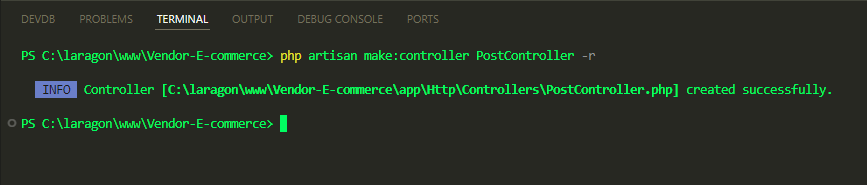 DEVDB PROBLEMS TERMINAL OUTPUT DEBUG CONSOLE PORTS
PS C:\laragon\www\Vendor-E-commerce> php artisan make:controller PostController -r
INFO Controller [C:\laragon\www\Vendor-E-commerce\app\Http\Controllers\PostController.php] created successfully.
PS C:\laragon\www\Vendor-E-commerce>